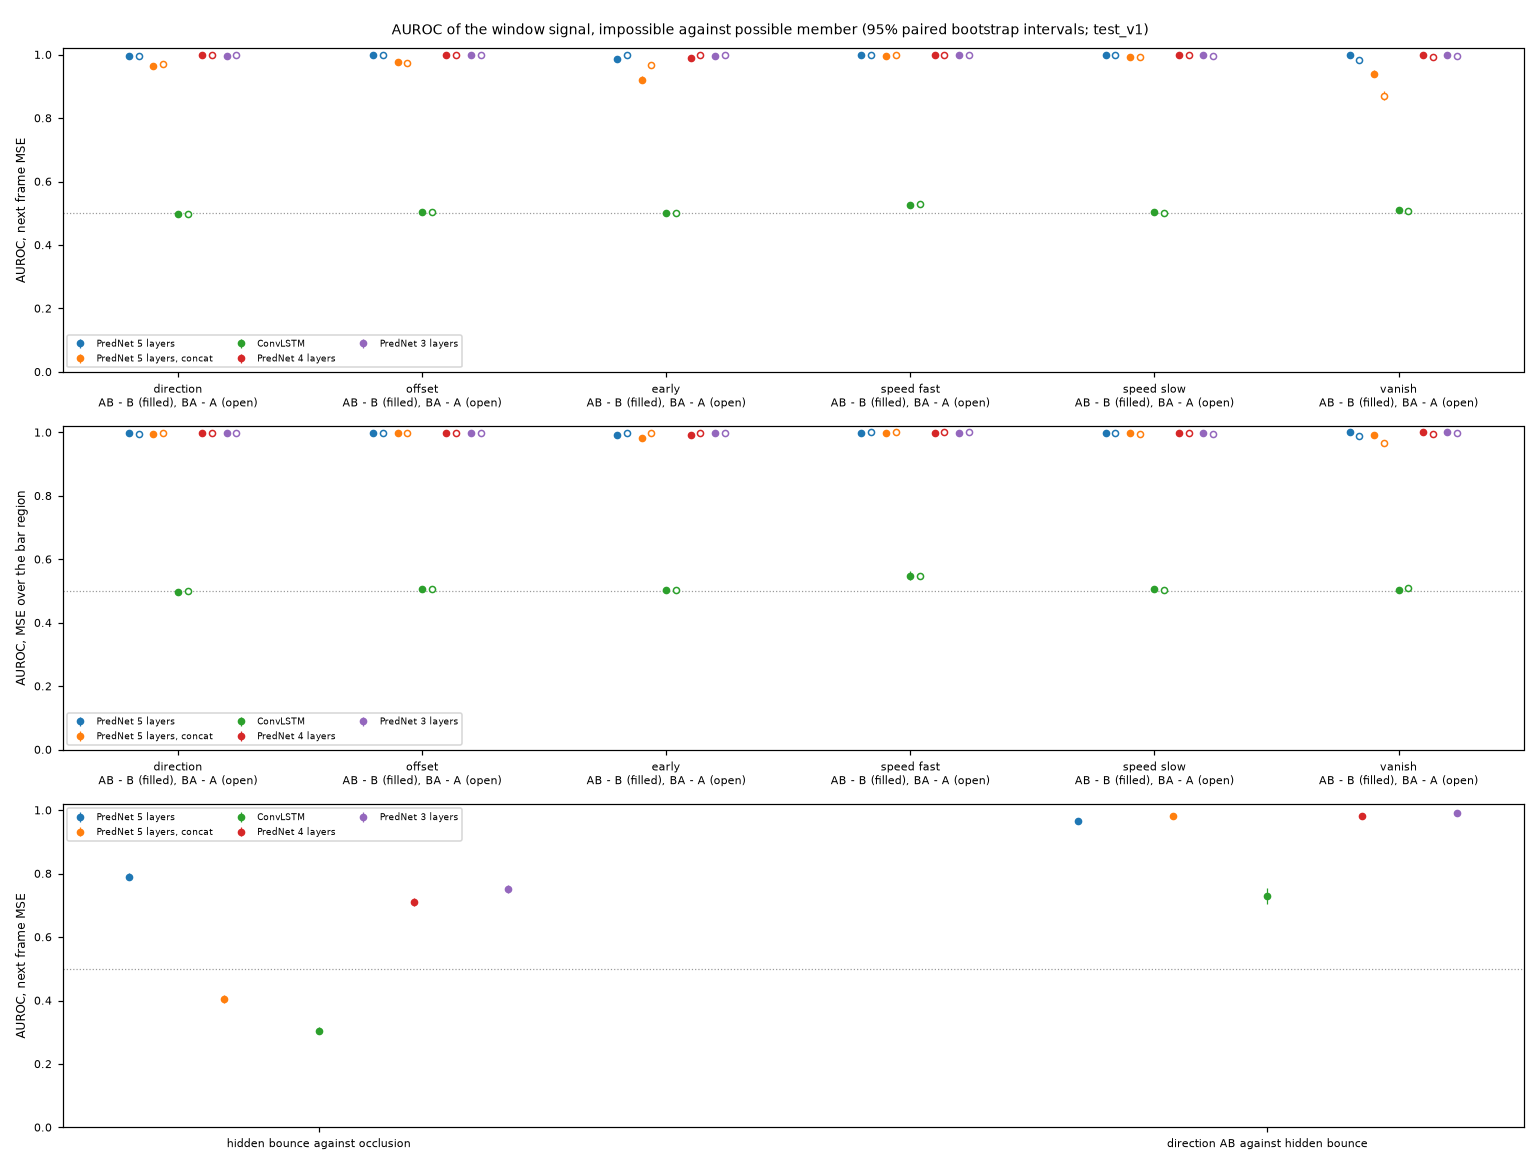 AUROC of the window signal, impossible against possible member (95% paired bootstrap intervals; test_v1)
AUROC, next frame MSE
1.0
0.8
0.6
0.4
0.2
0.0
PredNet 5 layers
PredNet 5 layers, concat
ConvLSTM
PredNet 4 layers
PredNet 3 layers
direction
AB - B (filled), BA - A (open)
offset
AB - B (filled), BA - A (open)
early
AB - B (filled), BA - A (open)
speed fast
AB - B (filled), BA - A (open)
speed slow
AB - B (filled), BA - A (open)
vanish
AB - B (filled), BA - A (open)
AUROC, MSE over the bar region
1.0
0.8
0.6
0.4
0.2
0.0
PredNet 5 layers
PredNet 5 layers, concat
ConvLSTM
PredNet 4 layers
PredNet 3 layers
direction
AB - B (filled), BA - A (open)
offset
AB - B (filled), BA - A (open)
early
AB - B (filled), BA - A (open)
speed fast
AB - B (filled), BA - A (open)
speed slow
AB - B (filled), BA - A (open)
vanish
AB - B (filled), BA - A (open)
AUROC, next frame MSE
1.0
0.8
0.6
0.4
0.2
0.0
PredNet 5 layers
PredNet 5 layers, concat
ConvLSTM
PredNet 4 layers
PredNet 3 layers
hidden bounce against occlusion
direction AB against hidden bounce